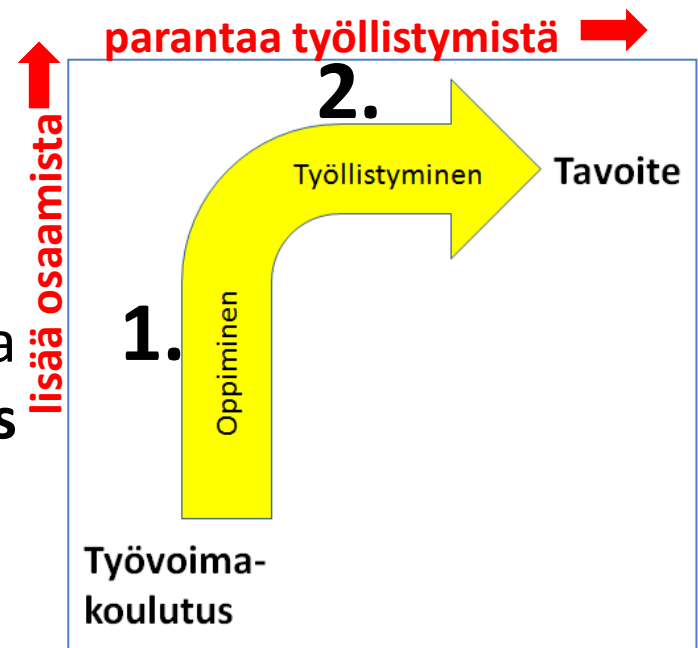 parantaa työllistymistä
2.
Työllistyminen
Tavoite
lisää osaamista
1.
Oppiminen
a
s
Työvoima-
koulutus